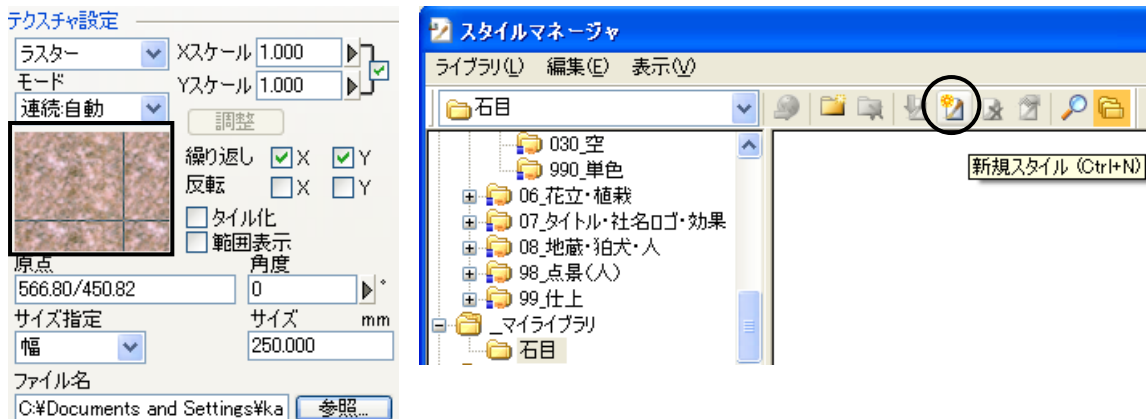 テクスチャ設定
ラスター
Xスケール 1.000
モード
Yスケール 1.000
連続:自動
調整
繰り返し X Y
反転 X Y
タイル化
範囲表示
原点 角度
566.80/450.82 0 °
サイズ指定 サイズ mm
幅 250.000
ファイル名
C:¥Documents and Settings¥ka 参照...
スタイルマネージャ
ライブラリ(L) 編集(E) 表示(V)
石目
新規スタイル (Ctrl+N)
030_空
990_単色
06_花立・植栽
07_タイトル・社名ロゴ・効果
08_地蔵・狛犬・人
98_点景(人)
99_仕上
_マイライブラリ
石目